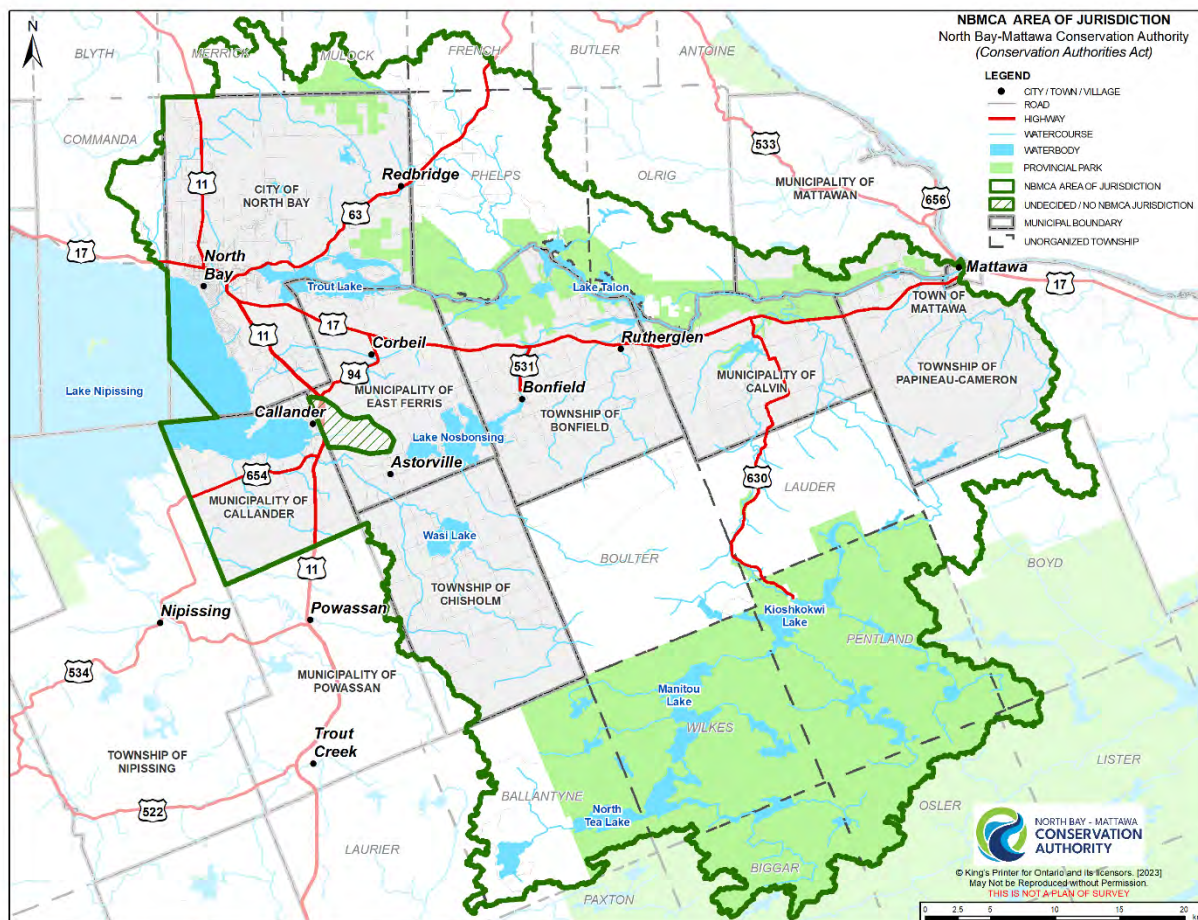 NBMCA AREA OF JURISDICTION
North Bay-Mattawa Conservation Authority
(Conservation Authorities Act)
LEGEND
CITY / TOWN / VILLAGE
ROAD
HIGHWAY
WATERCOURSE
WATERBODY
PROVINCIAL PARK
NBMCA AREA OF JURISDICTION
UNDECIDED / NO NBMCA JURISDICTION
MUNICIPAL BOUNDARY
UNORGANIZED TOWNSHIP
N
BLYTH
MERRICK
MULOCK
FRENCH
BUTLER
ANTOINE
COMMANDA
11
CITY OF
NORTH BAY
Redbridge
PHELPS
OLRIG
533
MUNICIPALITY OF
MATTAWAN
656
63
17
North
Bay
Trout Lake
Lake Talon
Mattawa
17
TOWN OF
MATTAWA
11
17
Corbeil
94
531
Rutherglen
MUNICIPALITY OF
EAST FERRIS
Bonfield
MUNICIPALITY OF
CALVIN
TOWNSHIP OF
PAPINEAU-CAMERON
Lake Nipissing
Callander
TOWNSHIP OF
BONFIELD
Lake Nosbonsing
Astorville
654
MUNICIPALITY OF
CALLANDER
630
LAUDER
Wasi Lake
BOULTER
BOYD
11
TOWNSHIP OF
CHISHOLM
Nipissing
Powassan
Kioshkokwi
Lake
PENTLAND
534
MUNICIPALITY OF
POWASSAN
Manitou
Lake
WILKES
Trout
Creek
TOWNSHIP OF
NIPISSING
LISTER
522
BALLANTYNE
North
Tea Lake
OSLER
LAURIER
BIGGAR
PAXTON
NORTH BAY - MATTAWA
CONSERVATION
AUTHORITY
© King's Printer for Ontario and its licensors. [2023]
May Not be Reproduced without Permission.
THIS IS NOT A PLAN OF SURVEY
0 2.5 5 10 15 20